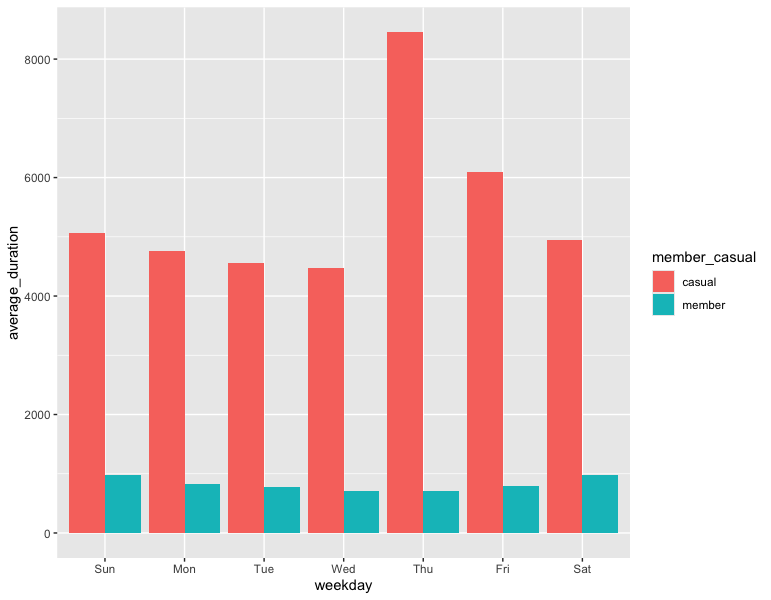 8000
6000
4000
2000
0
average_duration
Sun Mon Tue Wed Thu Fri Sat
weekday
member_casual
casual
member